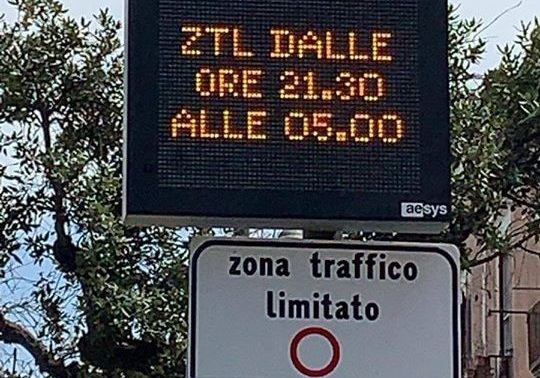 ZTL DALLE
ORE 21.30
ALLE 05.00
aesys
zona traffico
limitato